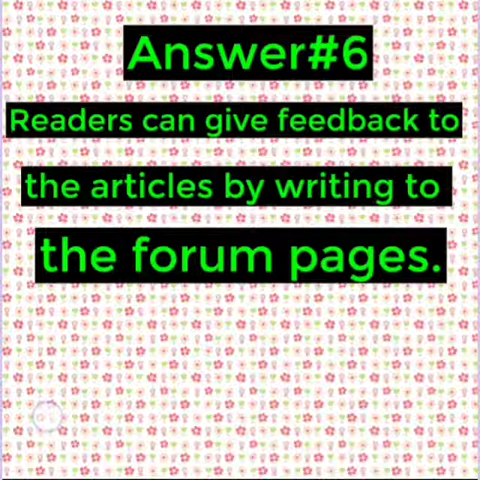 Answer#6
Readers can give feedback to
the articles by writing to
the forum pages.